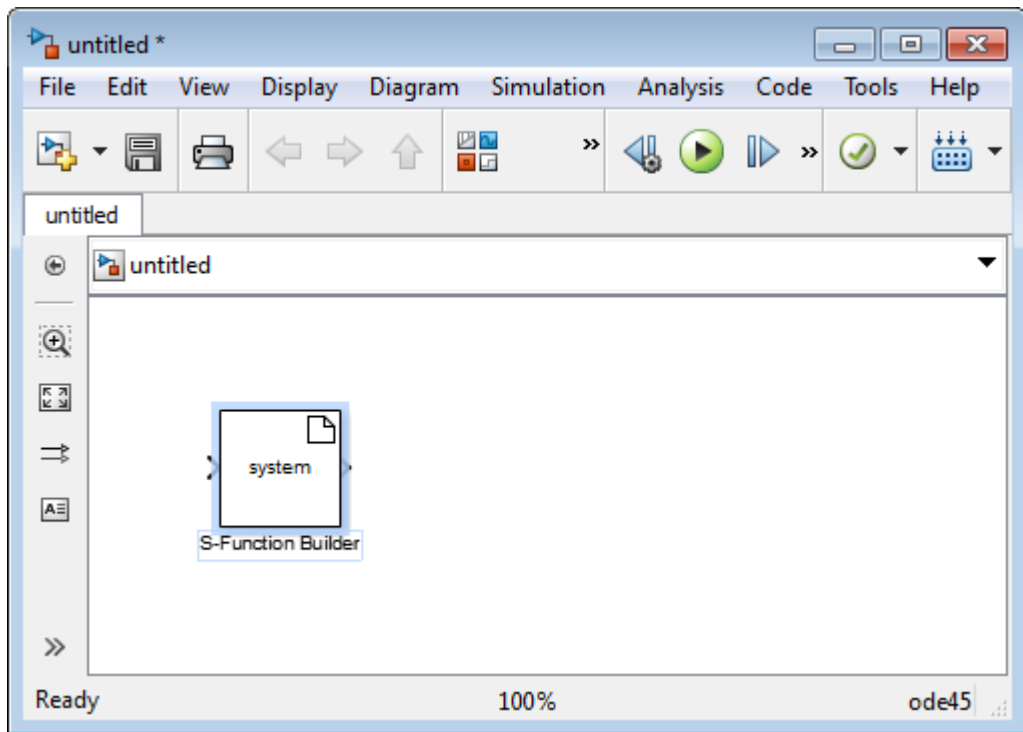 untitled *
File Edit View Display Diagram Simulation Analysis Code Tools Help
untitled
untitled
system
S-Function Builder
Ready 100% ode45